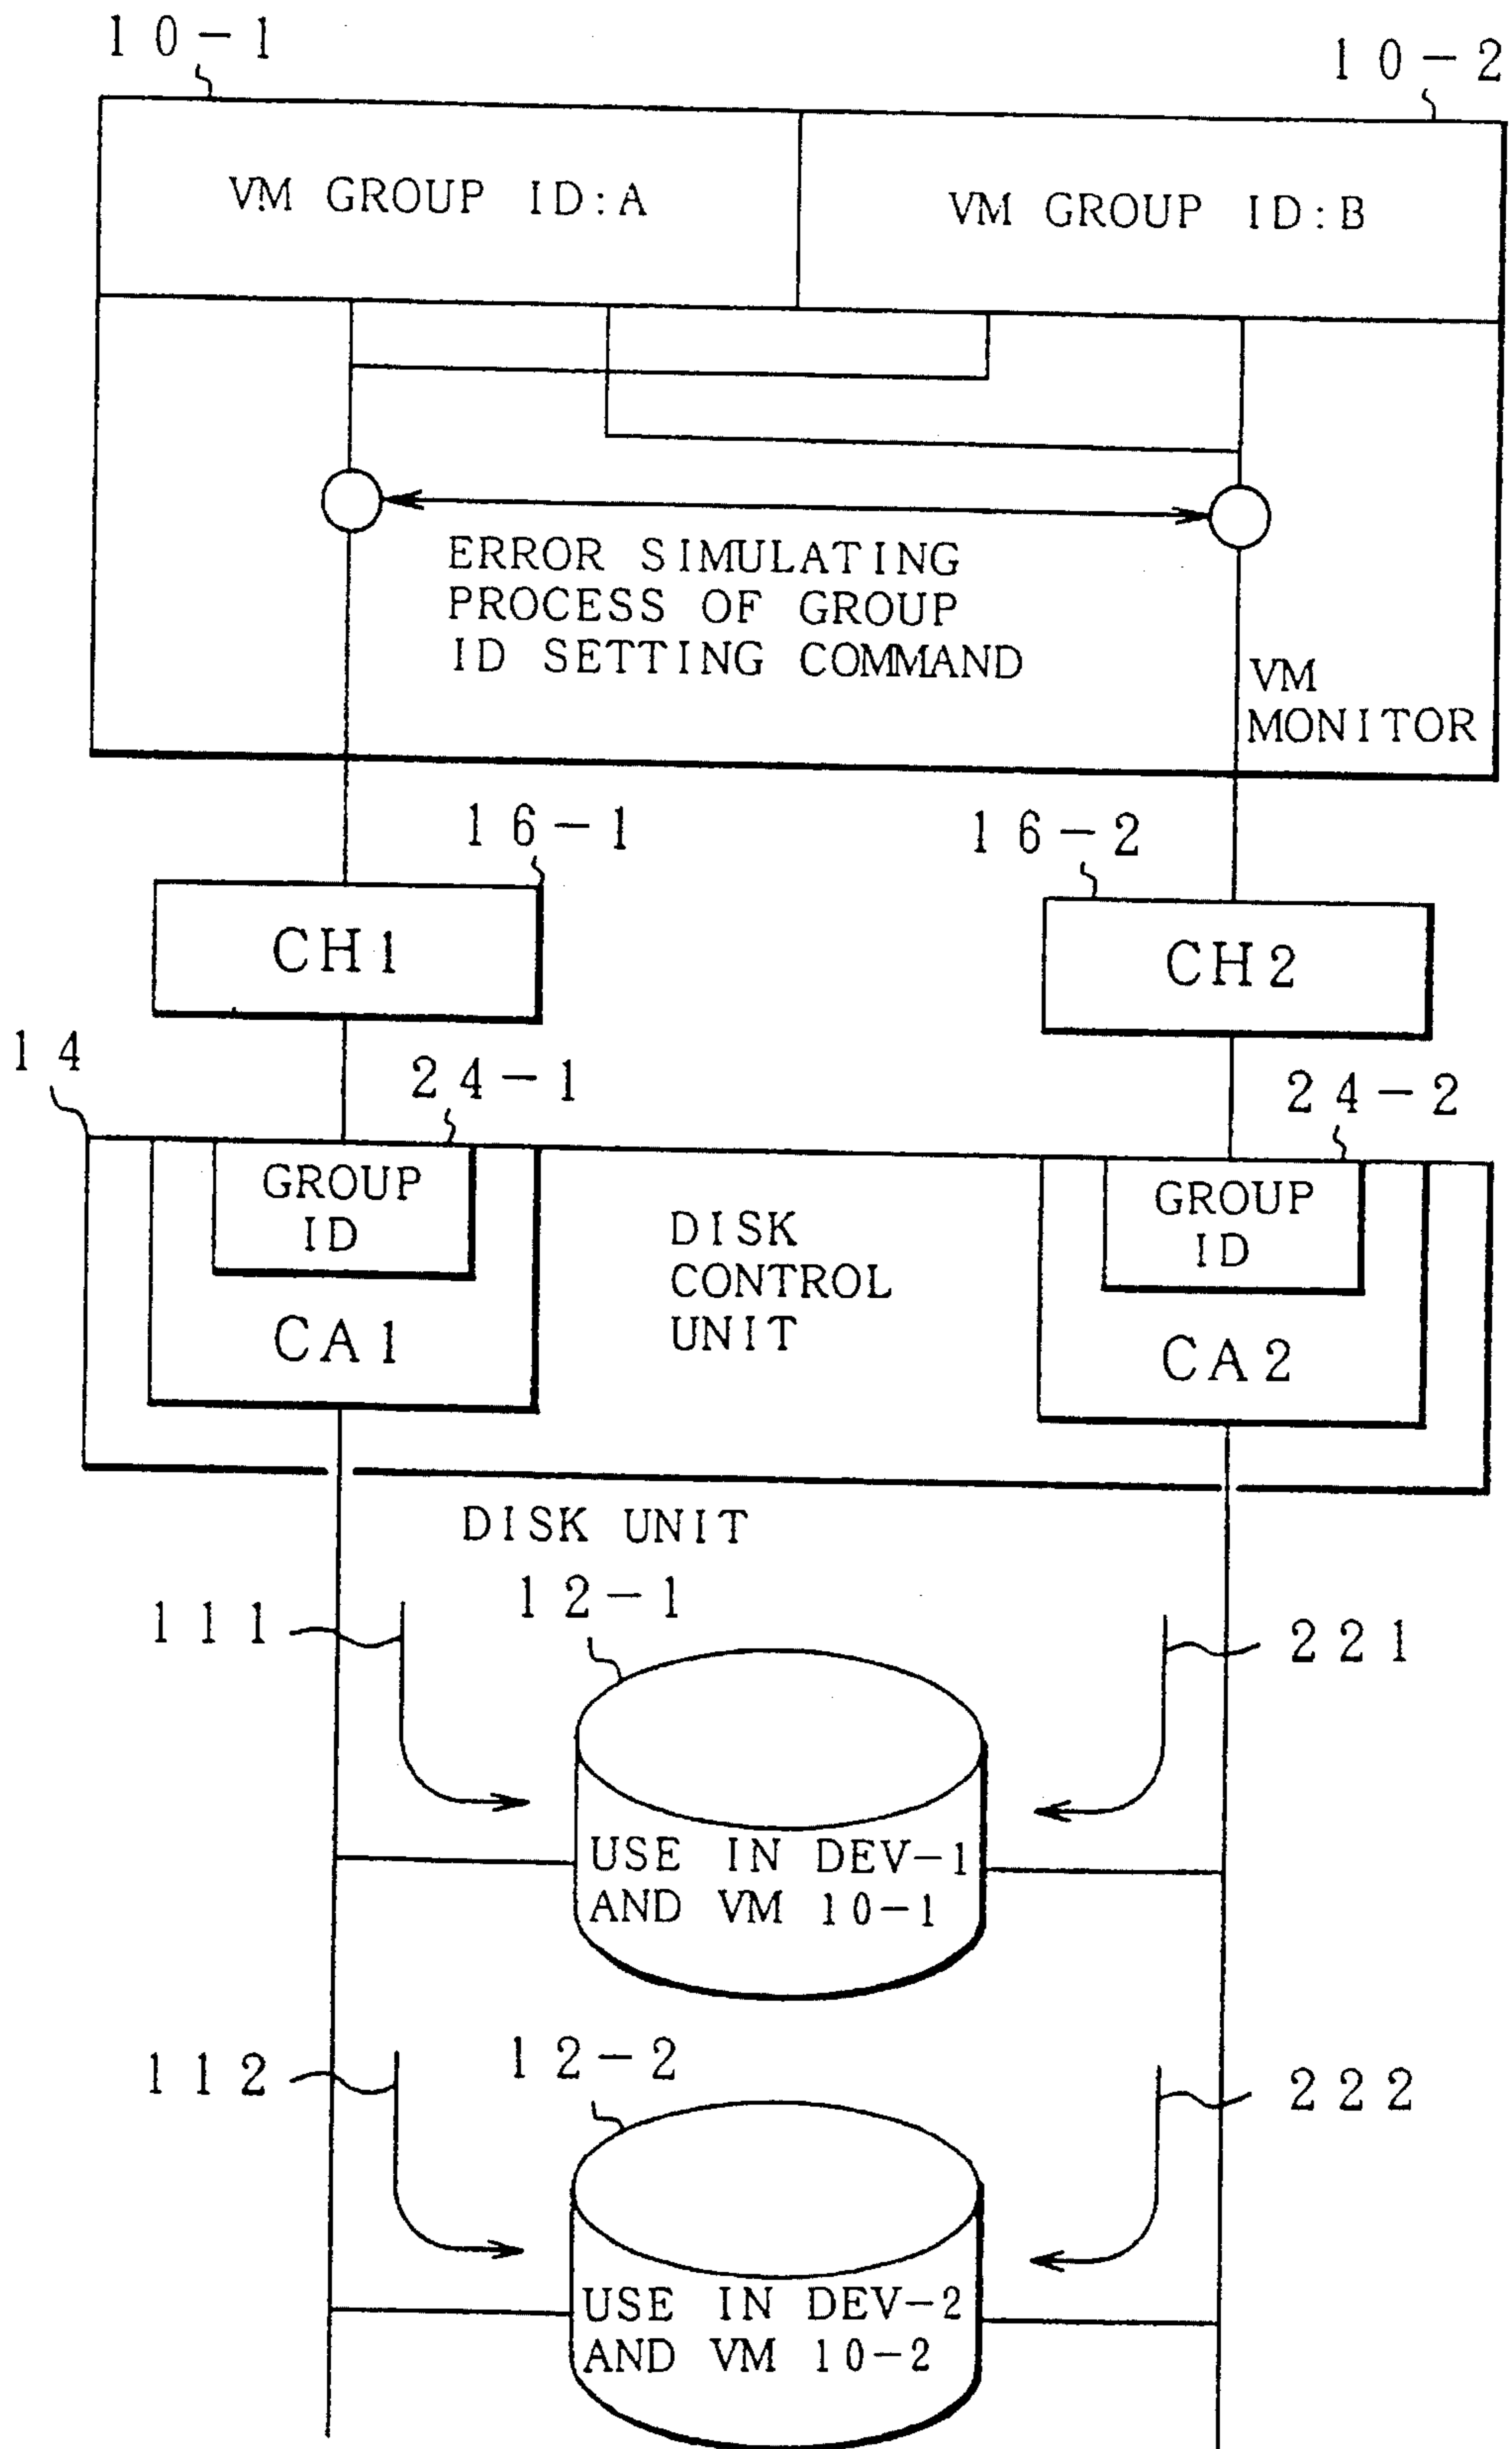 10-1
10-2
VM GROUP ID:A
VM GROUP ID:B
ERROR SIMULATING
PROCESS OF GROUP
ID SETTING COMMAND
VM
MONITOR
16-1
16-2
CH1
CH2
14
24-1
24-2
GROUP
ID
CA1
DISK
CONTROL
UNIT
GROUP
ID
CA2
DISK UNIT
12-1
111
221
USE IN DEV-1
AND VM 10-1
112
12-2
222
USE IN DEV-2
AND VM 10-2